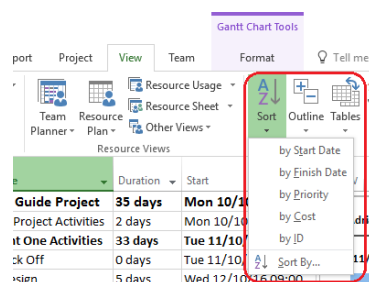 Gantt Chart Tools
port Project View Team Format Tell me
Team Planner
Resource Plan
Resource Usage
Resource Sheet
Other Views
Sort
Outline
Tables
Resource Views
by Start Date
by Finish Date
by Priority
by Cost
by ID
Sort By...
e Duration Start
Guide Project 35 days Mon 10/10
Project Activities 2 days Mon 10/10
nt One Activities 33 days Tue 11/10/
ck Off 0 days Tue 11/10/
esign 5 days Wed 12/10/16 09:00